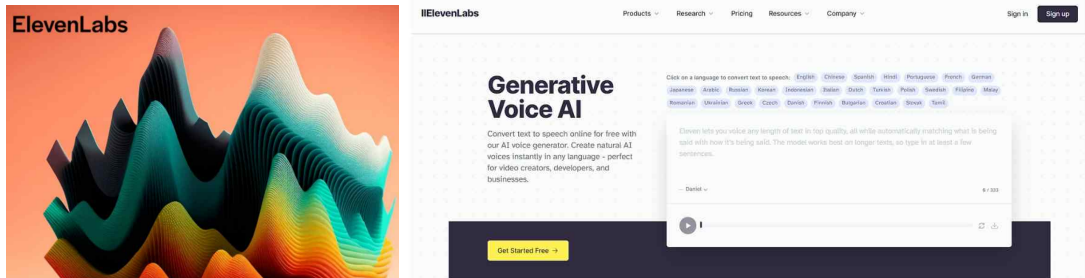 ElevenLabs
IIElevenLabs
Products
Research
Pricing
Resources
Company
Sign in
Sign up
Generative
Voice AI
Convert text to speech online for free with
our AI voice generator. Create natural AI
voices instantly in any language - perfect
for video creators, developers, and
businesses.
Get Started Free →
Click on a language to convert text to speech: English Chinese Spanish Hindi Portuguese French German
Japanese Arabic Russian Korean Indonesian Italian Dutch Turkish Polish Swedish Filipino Malay
Romanian Ukrainian Greek Czech Danish Finnish Bulgarian Croatian Slovak Tamil
Eleven lets you voice any length of text in top quality, all while automatically matching what is being
said with how it's being said. The model works best on longer texts, so type in at least a few
sentences.
Daniel
0 / 333